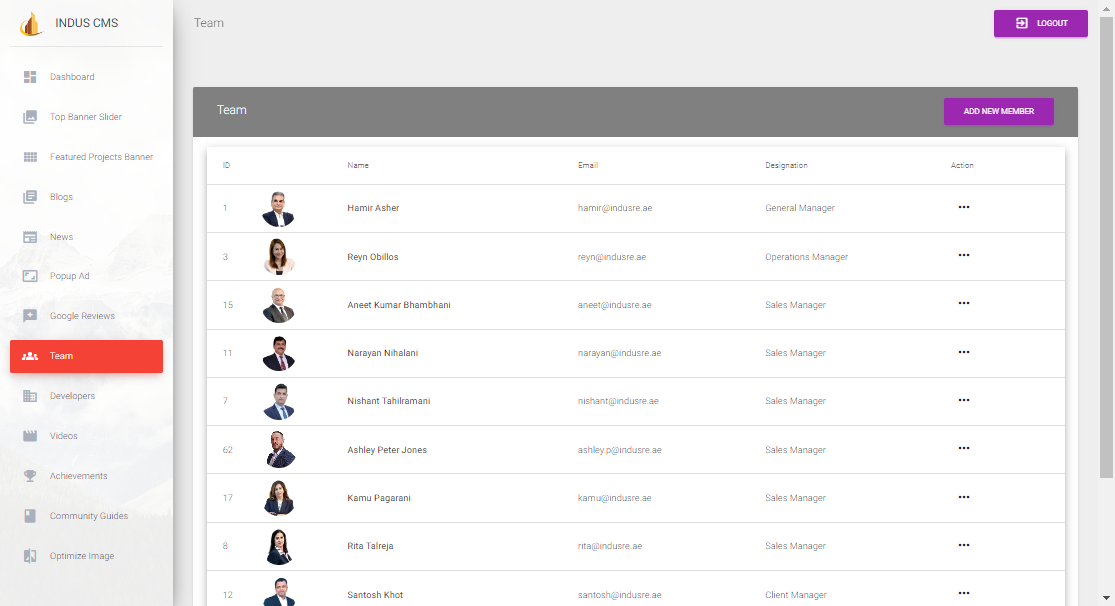 INDUS CMS
Dashboard
Top Banner Slider
Featured Projects Banner
Blogs
News
Popup Ad
Google Reviews
Team
Developers
Videos
Achievements
Community Guides
Optimize Image
Team
LOGOUT
Team
ADD NEW MEMBER
ID Name Email Designation Action
1 Hamir Asher hamir@indusre.ae General Manager
3 Reyn Obillos reyn@indusre.ae Operations Manager
15 Aneet Kumar Bhambhani aneet@indusre.ae Sales Manager
11 Narayan Nihalani narayan@indusre.ae Sales Manager
7 Nishant Tahilramani nishant@indusre.ae Sales Manager
62 Ashley Peter Jones ashley.p@indusre.ae Sales Manager
17 Kamu Pagarani kamu@indusre.ae Sales Manager
8 Rita Talreja rita@indusre.ae Sales Manager
12 Santosh Khot santosh@indusre.ae Client Manager